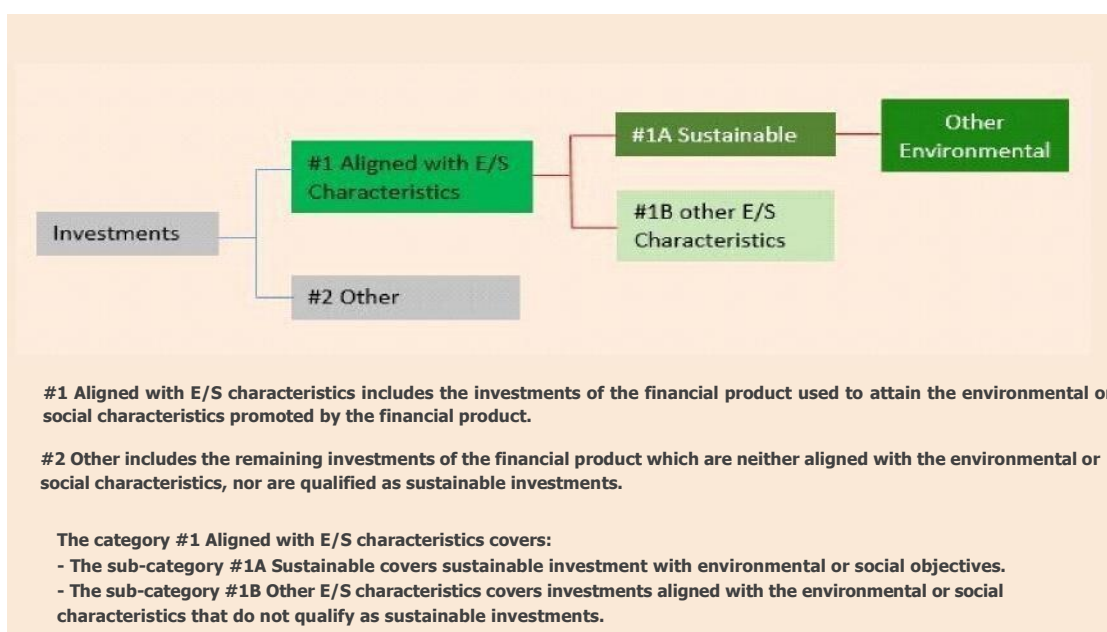 Other
Environmental
#1A Sustainable
#1 Aligned with E/S
Characteristics
#1B other E/S
Characteristics
Investments
#2 Other
#1 Aligned with E/S characteristics includes the investments of the financial product used to attain the environmental or
social characteristics promoted by the financial product.
#2 Other includes the remaining investments of the financial product which are neither aligned with the environmental or
social characteristics, nor are qualified as sustainable investments.
The category #1 Aligned with E/S characteristics covers:
- The sub-category #1A Sustainable covers sustainable investment with environmental or social objectives.
- The sub-category #1B Other E/S characteristics covers investments aligned with the environmental or social
characteristics that do not qualify as sustainable investments.